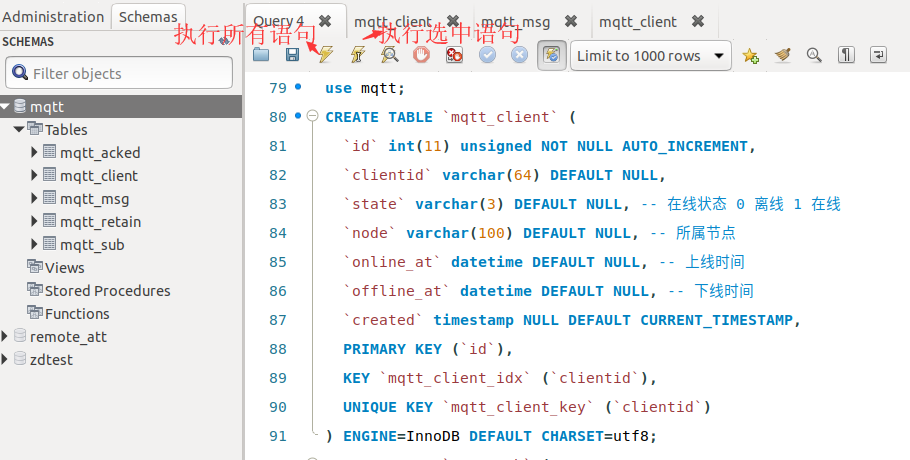 Administration Schemas
SCHEMAS
Filter objects
mqtt
Tables
mqtt_acked
mqtt_client
mqtt_msg
mqtt_retain
mqtt_sub
Views
Stored Procedures
Functions
remote_att
zdtest
Query 4 mqtt_client mqtt_msg mqtt_client
执行所有语句 执行选中语句
Limit to 1000 rows
79 use mqtt;
80 CREATE TABLE `mqtt_client` (
81 `id` int(11) unsigned NOT NULL AUTO_INCREMENT,
82 `clientid` varchar(64) DEFAULT NULL,
83 `state` varchar(3) DEFAULT NULL, -- 在线状态 0 离线 1 在线
84 `node` varchar(100) DEFAULT NULL, -- 所属节点
85 `online_at` datetime DEFAULT NULL, -- 上线时间
86 `offline_at` datetime DEFAULT NULL, -- 下线时间
87 `created` timestamp NULL DEFAULT CURRENT_TIMESTAMP,
88 PRIMARY KEY (`id`),
89 KEY `mqtt_client_idx` (`clientid`),
90 UNIQUE KEY `mqtt_client_key` (`clientid`)
91 ) ENGINE=InnoDB DEFAULT CHARSET=utf8;